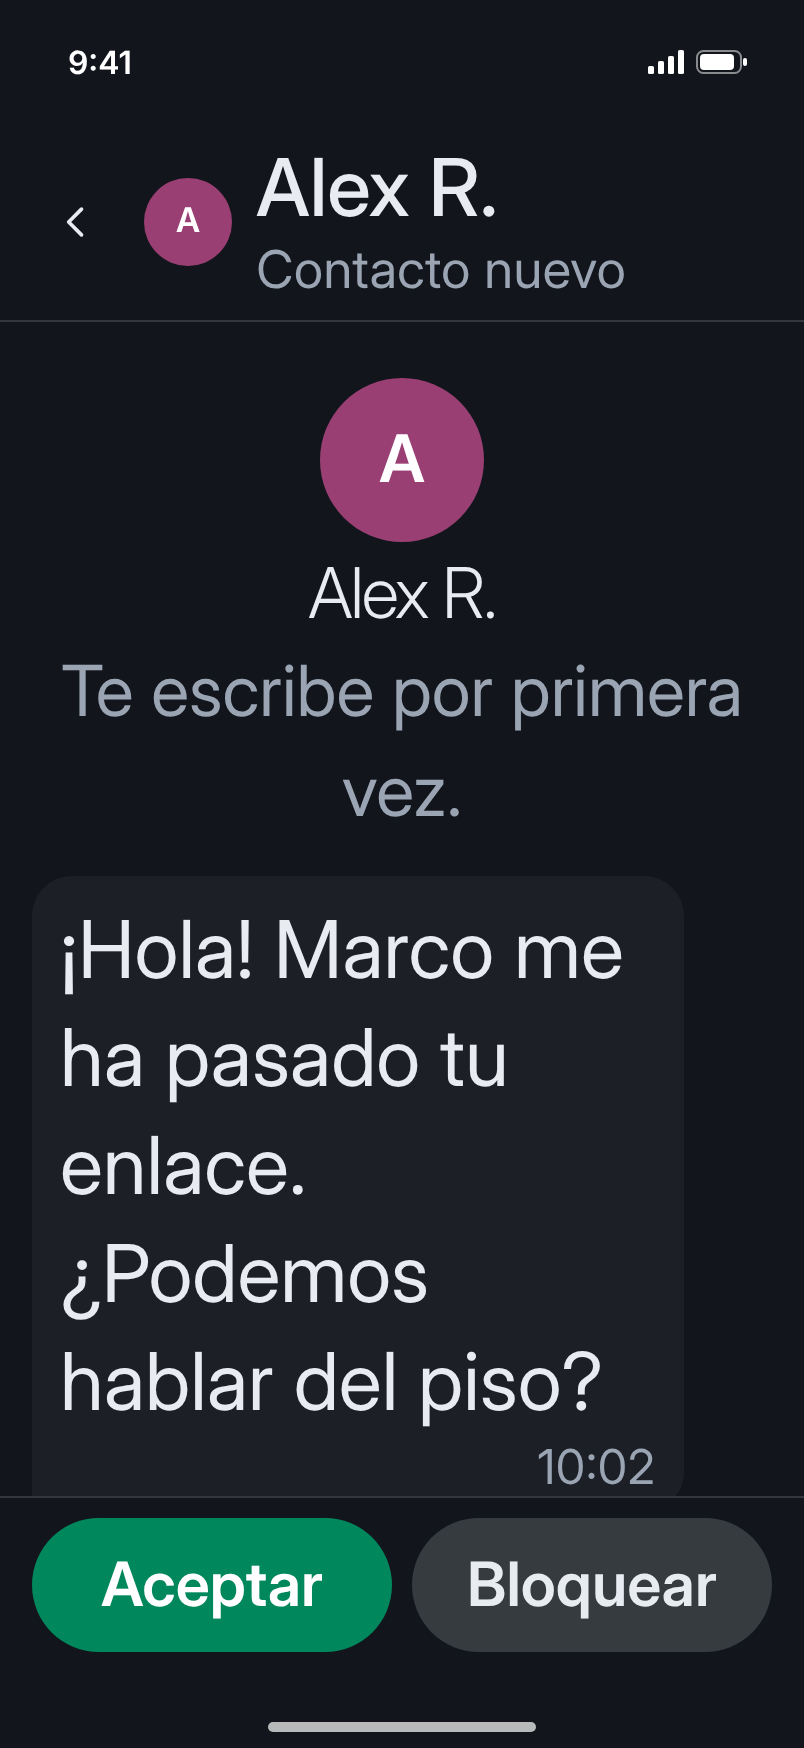 9:41
A
Alex R.
Contacto nuevo
A
Alex R.
Te escribe por primera
vez.
¡Hola! Marco me
ha pasado tu
enlace.
¿Podemos
hablar del piso?
10:02
Aceptar
Bloquear